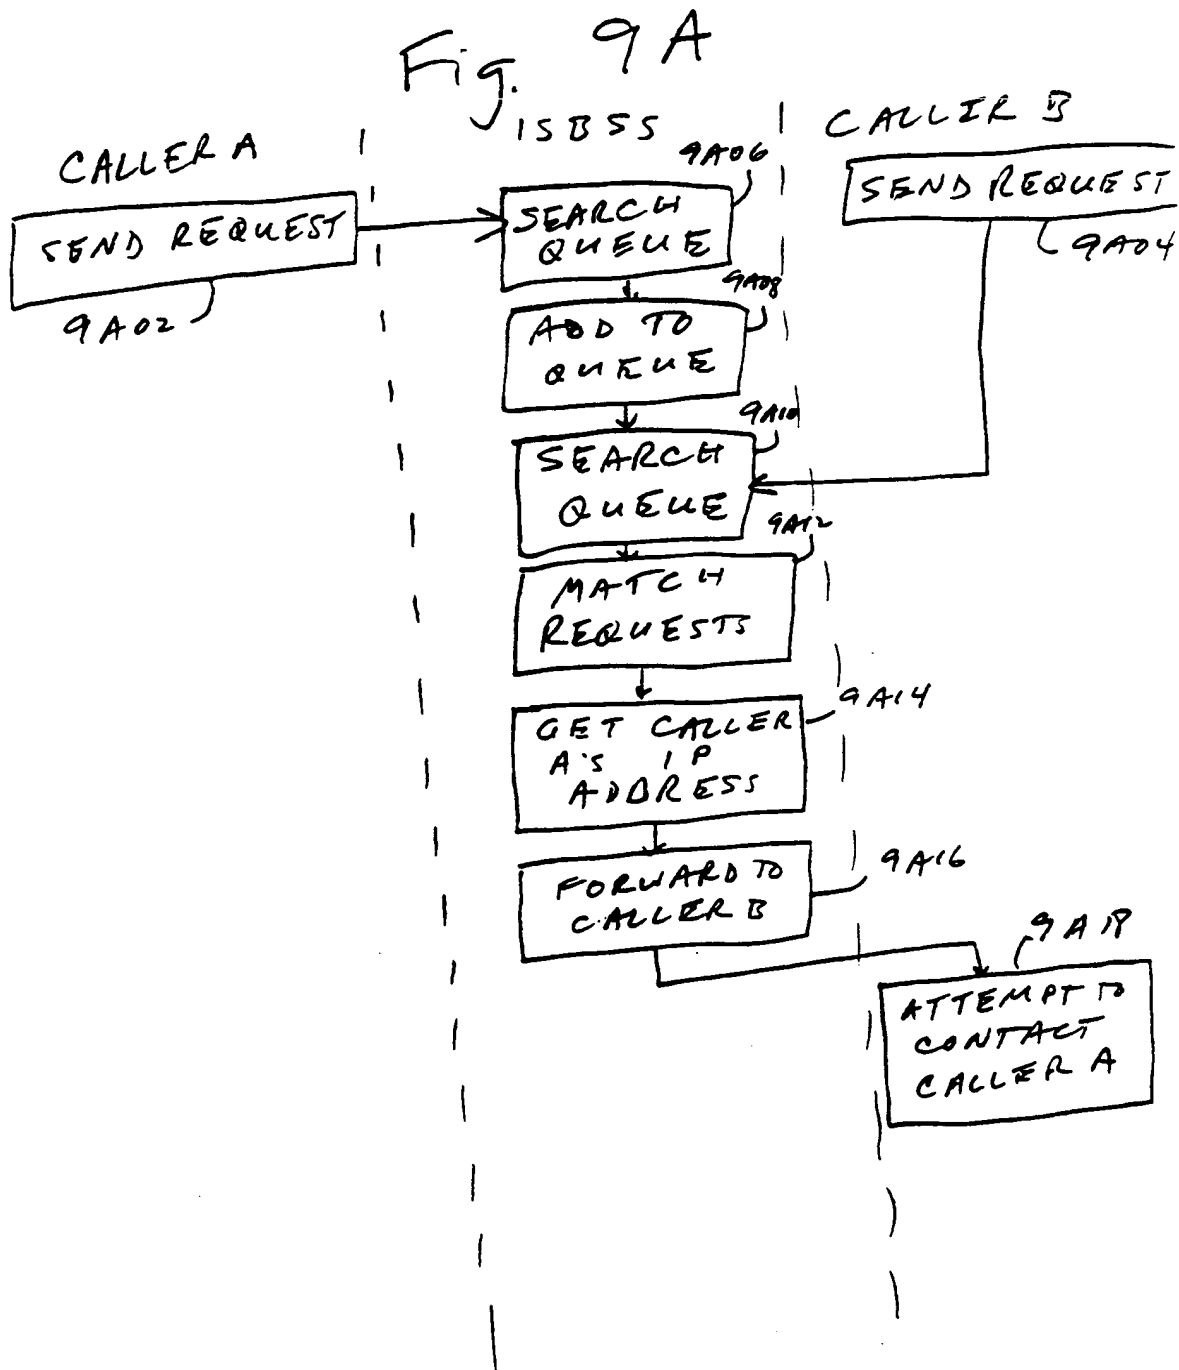 Fig. 9A
CALLER A
ISBSS
CALLER B
SEND REQUEST
9A02
SEND REQUEST
9A04
9A06
SEARCH
QUEUE
9A08
ADD TO
QUEUE
9A10
SEARCH
QUEUE
9A12
MATCH
REQUESTS
9A14
GET CALLER
A's IP
ADDRESS
9A16
FORWARD TO
CALLER B
9A18
ATTEMPT TO
CONTACT
CALLER A